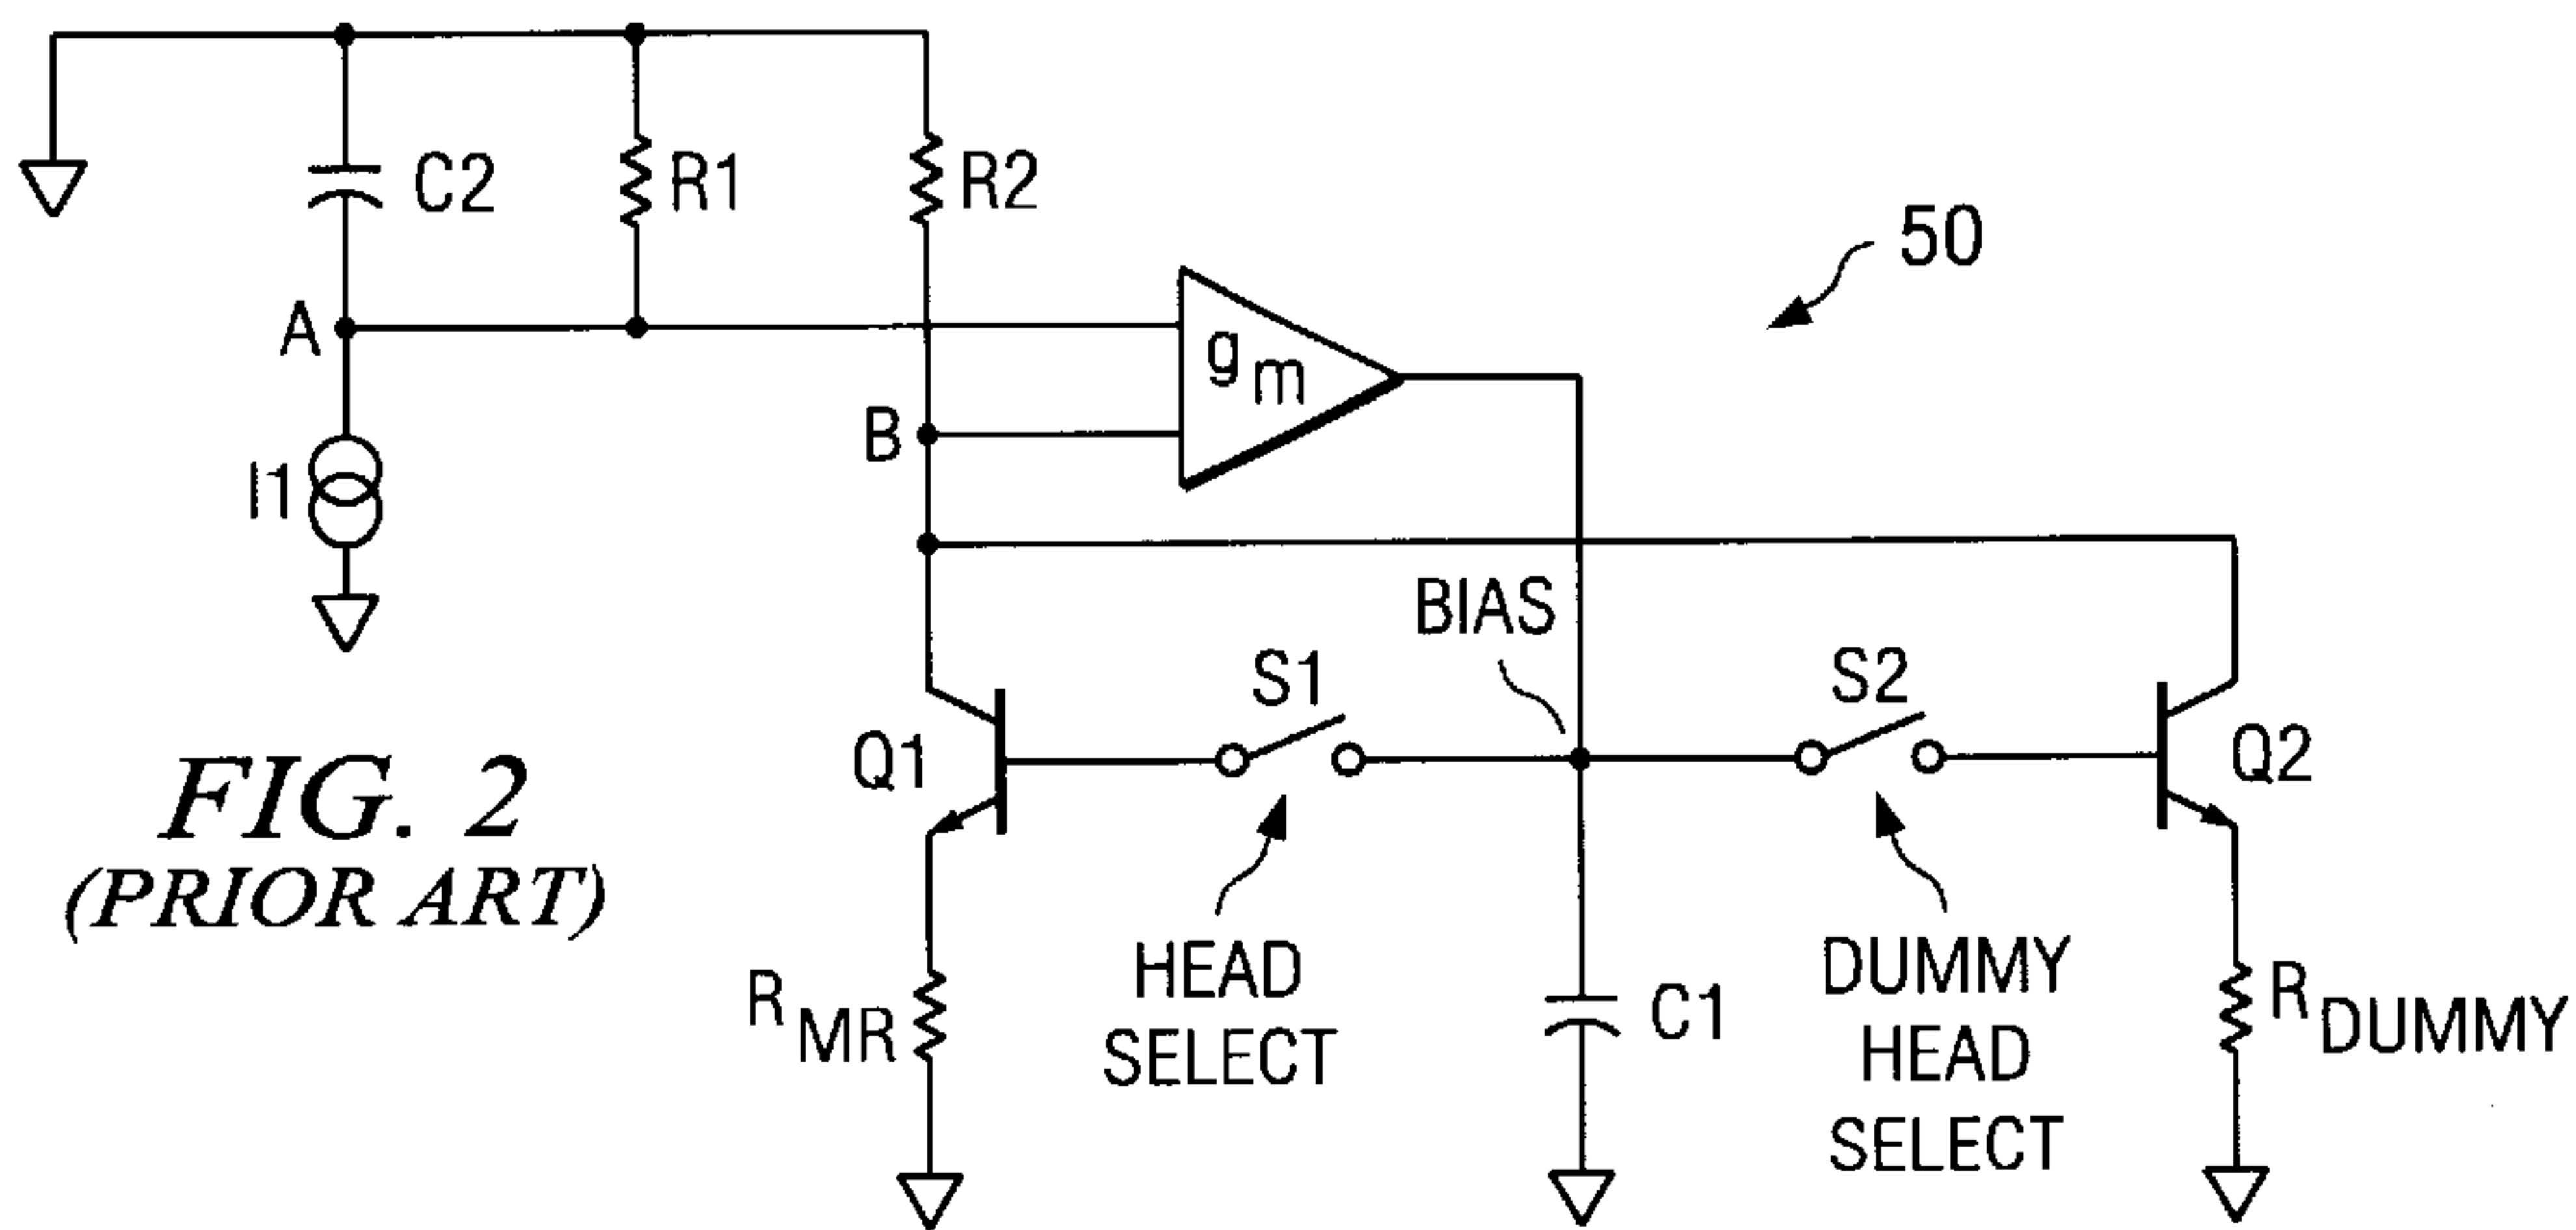 C2
R1
R2
50
A
g m
B
I1
BIAS
S1
S2
Q1
Q2
FIG. 2
(PRIOR ART)
HEAD
SELECT
DUMMY
HEAD
SELECT
R MR
C1
R DUMMY